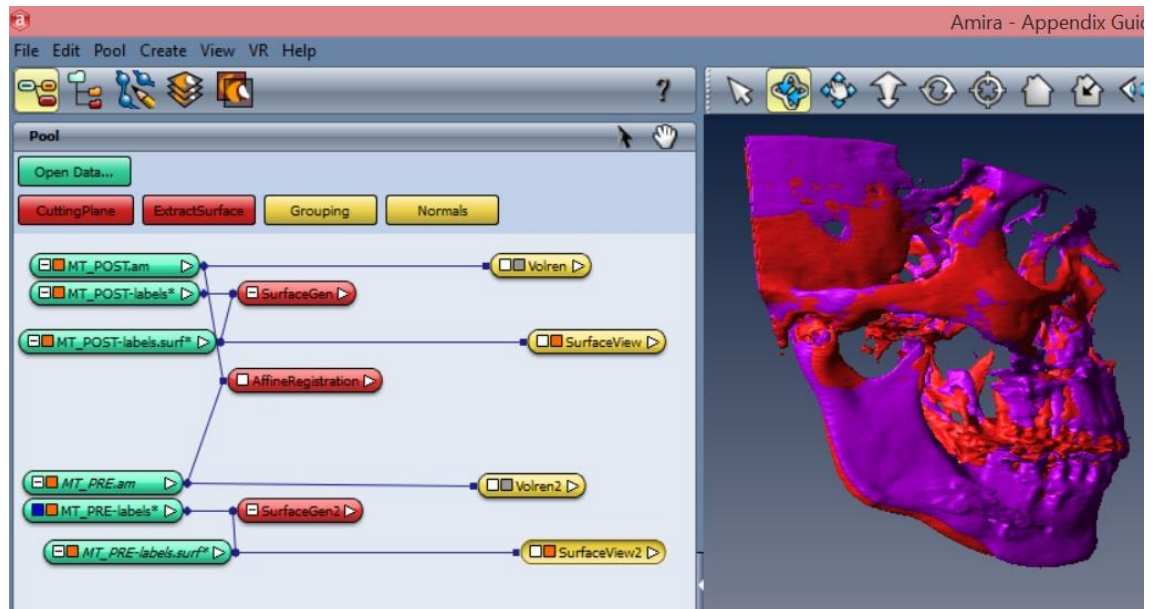 Amira - Appendix Guid
File Edit Pool Create View VR Help
?
Pool
Open Data...
CuttingPlane ExtractSurface Grouping Normals
MT_POST.am Volren
MT_POST-labels* SurfaceGen
MT_POST-labels.surf* SurfaceView
AffineRegistration
MT_PRE.am Volren2
MT_PRE-labels* SurfaceGen2
MT_PRE-labels.surf* SurfaceView2